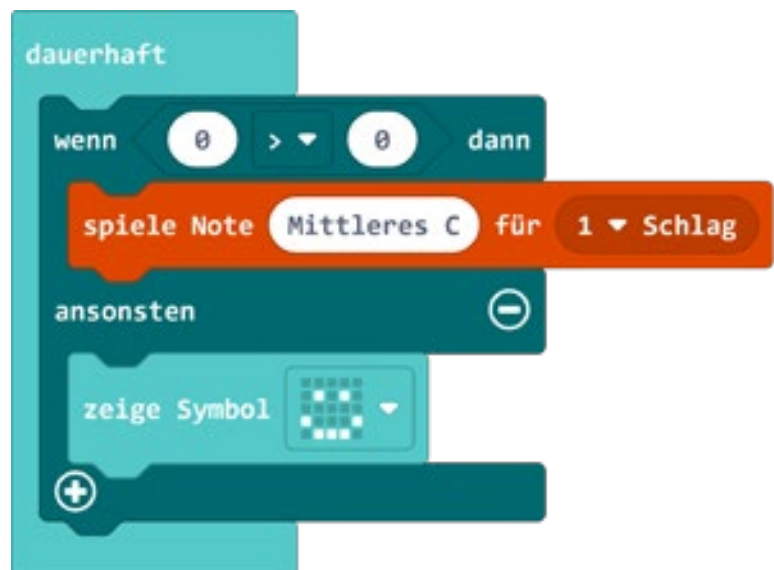 dauerhaft
wenn 0 > 0 dann
spiele Note Mittleres C für 1 Schlag
ansonsten
zeige Symbol